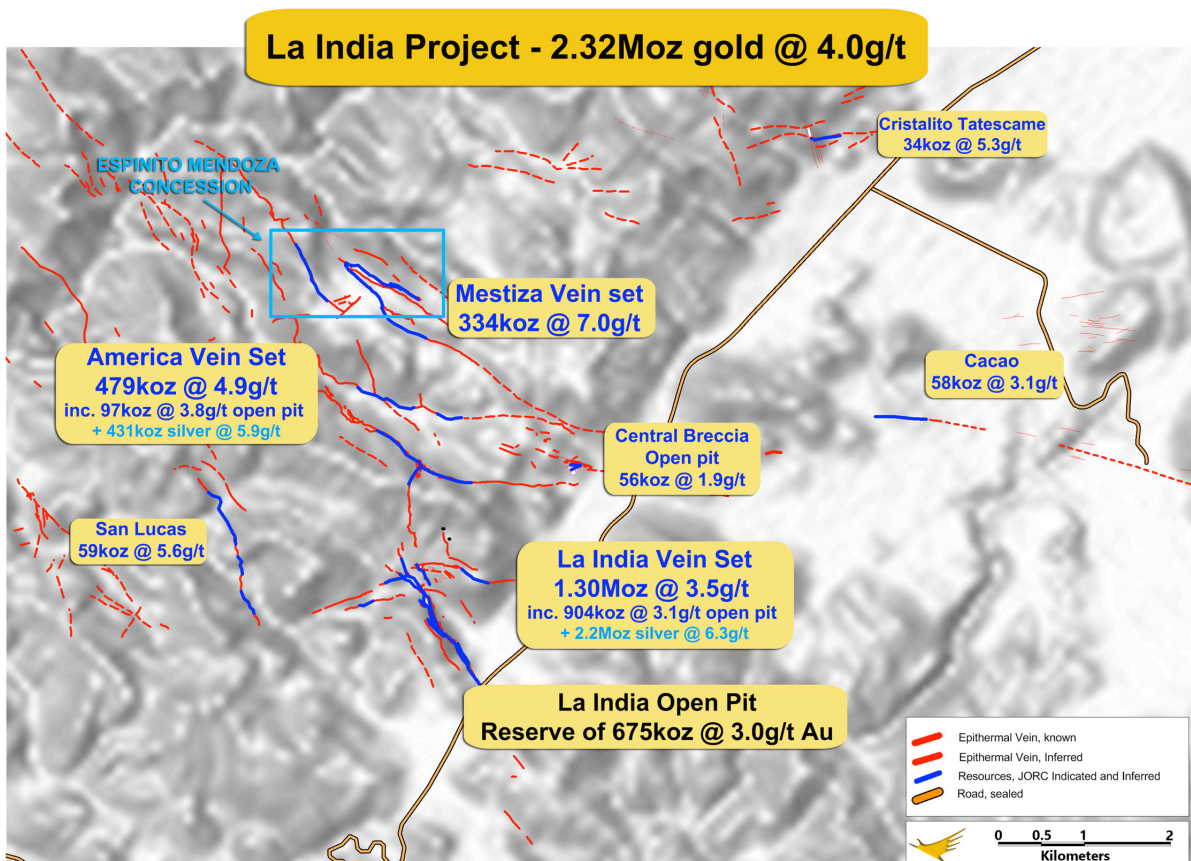 La India Project - 2.32Moz gold @ 4.0g/t
Cristalito Tatescame
34koz @ 5.3g/t
ESPINITO MENDOZA
CONCESSION
Mestiza Vein set
334koz @ 7.0g/t
America Vein Set
479koz @ 4.9g/t
inc. 97koz @ 3.8g/t open pit
+ 431koz silver @ 5.9g/t
Cacao
58koz @ 3.1g/t
Central Breccia
Open pit
56koz @ 1.9g/t
San Lucas
59koz @ 5.6g/t
La India Vein Set
1.30Moz @ 3.5g/t
inc. 904koz @ 3.1g/t open pit
+ 2.2Moz silver @ 6.3g/t
La India Open Pit
Reserve of 675koz @ 3.0g/t Au
Epithermal Vein, known
Epithermal Vein, Inferred
Resources, JORC Indicated and Inferred
Road, sealed
0 0.5 1 2
Kilometers